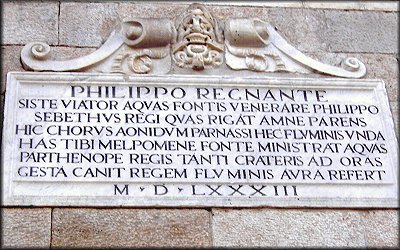 PHILIPPO REGNANTE
SISTE VIATOR AQVAS FONTIS VENERARE PHILIPPO
SEBETHVS REGI QVAS RIGAT AMNE PARENS
HIC CHORVS AONIDVM PARNASSI HEC FLVMINIS VNDA
HAS TIBI MELPOMENE FONTE MINISTRAT AQVAS
PARTHENOPE REGIS TANTI CRATERIS AD ORAS
GESTA CANIT REGEM FLVMINIS AVRA REFERT
M · D · LXXXIII